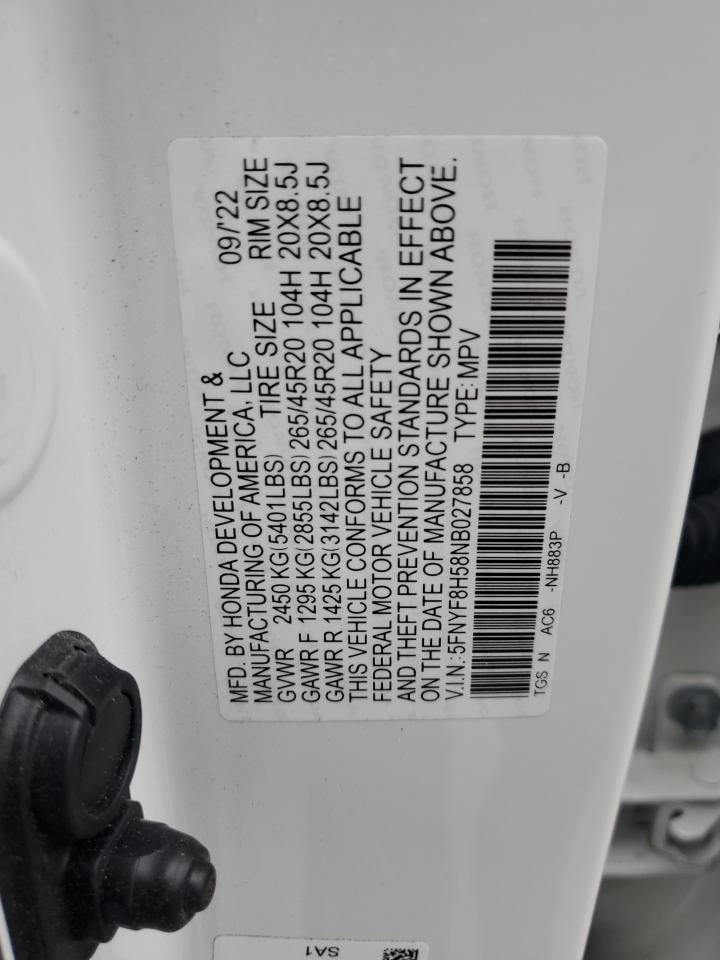 MFD. BY HONDA DEVELOPMENT & 09/'22
MANUFACTURING OF AMERICA, LLC
TIRE SIZE RIM SIZE
GVWR 2450 KG(5401LBS)
GAWR F 1295 KG(2855LBS) 265/45R20 104H 20X8.5J
GAWR R 1425 KG(3142LBS) 265/45R20 104H 20X8.5J
THIS VEHICLE CONFORMS TO ALL APPLICABLE
FEDERAL MOTOR VEHICLE SAFETY
AND THEFT PREVENTION STANDARDS IN EFFECT
ON THE DATE OF MANUFACTURE SHOWN ABOVE.
V.I.N.: 5FNYF8H58NB027858 TYPE: MPV
TGS N AC6 -NH883P -V -B
SA1